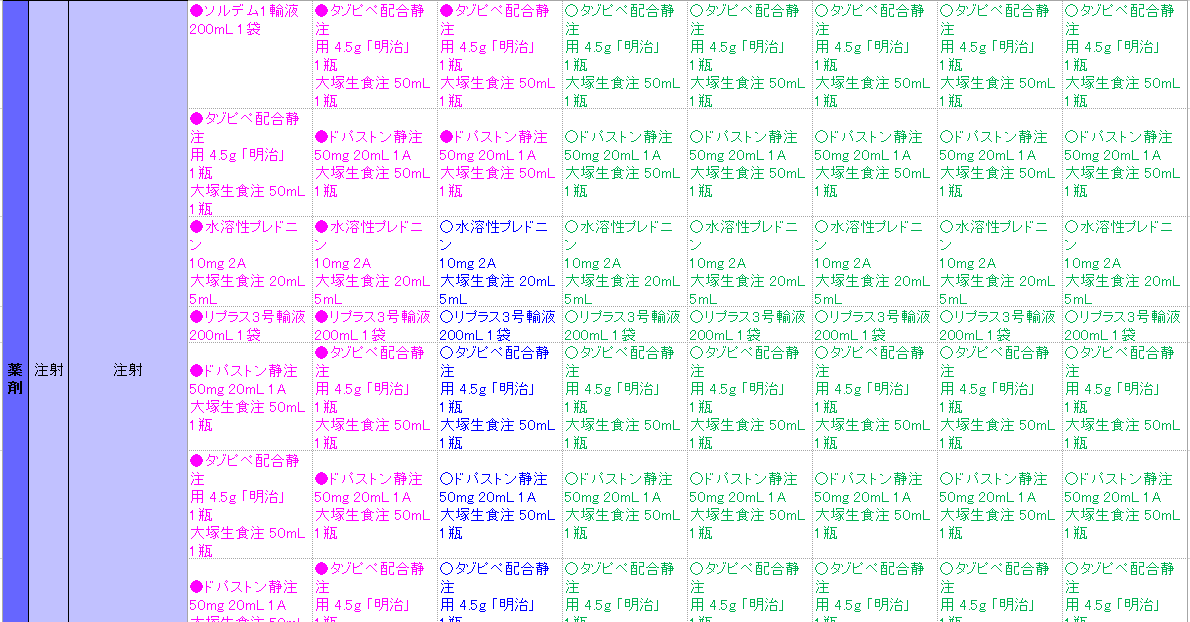 薬剤
注射
注射
●ソルデム1輸液
200mL 1袋
●タゾピペ配合静
注
用 4.5g「明治」
1瓶
大塚生食注 50mL
1瓶
●タゾピペ配合静
注
用 4.5g「明治」
1瓶
大塚生食注 50mL
1瓶
○タゾピペ配合静
注
用 4.5g「明治」
1瓶
大塚生食注 50mL
1瓶
○タゾピペ配合静
注
用 4.5g「明治」
1瓶
大塚生食注 50mL
1瓶
○タゾピペ配合静
注
用 4.5g「明治」
1瓶
大塚生食注 50mL
1瓶
○タゾピペ配合静
注
用 4.5g「明治」
1瓶
大塚生食注 50mL
1瓶
○タゾピペ配合静
注
用 4.5g「明治」
1瓶
大塚生食注 50mL
1瓶
●タゾピペ配合静
注
用 4.5g「明治」
1瓶
大塚生食注 50mL
1瓶
●ドパストン静注
50mg 20mL 1A
大塚生食注 50mL
1瓶
●ドパストン静注
50mg 20mL 1A
大塚生食注 50mL
1瓶
○ドパストン静注
50mg 20mL 1A
大塚生食注 50mL
1瓶
○ドパストン静注
50mg 20mL 1A
大塚生食注 50mL
1瓶
○ドパストン静注
50mg 20mL 1A
大塚生食注 50mL
1瓶
○ドパストン静注
50mg 20mL 1A
大塚生食注 50mL
1瓶
○ドパストン静注
50mg 20mL 1A
大塚生食注 50mL
1瓶
●水溶性プレドニ
ン
10mg 2A
大塚生食注 20mL
5mL
●水溶性プレドニ
ン
10mg 2A
大塚生食注 20mL
5mL
○水溶性プレドニ
ン
10mg 2A
大塚生食注 20mL
5mL
○水溶性プレドニ
ン
10mg 2A
大塚生食注 20mL
5mL
○水溶性プレドニ
ン
10mg 2A
大塚生食注 20mL
5mL
○水溶性プレドニ
ン
10mg 2A
大塚生食注 20mL
5mL
○水溶性プレドニ
ン
10mg 2A
大塚生食注 20mL
5mL
○水溶性プレドニ
ン
10mg 2A
大塚生食注 20mL
5mL
●リプラス3号輸液
200mL 1袋
●リプラス3号輸液
200mL 1袋
○リプラス3号輸液
200mL 1袋
○リプラス3号輸液
200mL 1袋
○リプラス3号輸液
200mL 1袋
○リプラス3号輸液
200mL 1袋
○リプラス3号輸液
200mL 1袋
○リプラス3号輸液
200mL 1袋
●ドパストン静注
50mg 20mL 1A
大塚生食注 50mL
1瓶
●タゾピペ配合静
注
用 4.5g「明治」
1瓶
大塚生食注 50mL
1瓶
○タゾピペ配合静
注
用 4.5g「明治」
1瓶
大塚生食注 50mL
1瓶
○タゾピペ配合静
注
用 4.5g「明治」
1瓶
大塚生食注 50mL
1瓶
○タゾピペ配合静
注
用 4.5g「明治」
1瓶
大塚生食注 50mL
1瓶
○タゾピペ配合静
注
用 4.5g「明治」
1瓶
大塚生食注 50mL
1瓶
○タゾピペ配合静
注
用 4.5g「明治」
1瓶
大塚生食注 50mL
1瓶
○タゾピペ配合静
注
用 4.5g「明治」
1瓶
大塚生食注 50mL
1瓶
●タゾピペ配合静
注
用 4.5g「明治」
1瓶
大塚生食注 50mL
1瓶
●ドパストン静注
50mg 20mL 1A
大塚生食注 50mL
1瓶
○ドパストン静注
50mg 20mL 1A
大塚生食注 50mL
1瓶
○ドパストン静注
50mg 20mL 1A
大塚生食注 50mL
1瓶
○ドパストン静注
50mg 20mL 1A
大塚生食注 50mL
1瓶
○ドパストン静注
50mg 20mL 1A
大塚生食注 50mL
1瓶
○ドパストン静注
50mg 20mL 1A
大塚生食注 50mL
1瓶
○ドパストン静注
50mg 20mL 1A
大塚生食注 50mL
1瓶
●ドパストン静注
50mg 20mL 1A
●タゾピペ配合静
注
用 4.5g「明治」
○タゾピペ配合静
注
用 4.5g「明治」
○タゾピペ配合静
注
用 4.5g「明治」
○タゾピペ配合静
注
用 4.5g「明治」
○タゾピペ配合静
注
用 4.5g「明治」
○タゾピペ配合静
注
用 4.5g「明治」
○タゾピペ配合静
注
用 4.5g「明治」